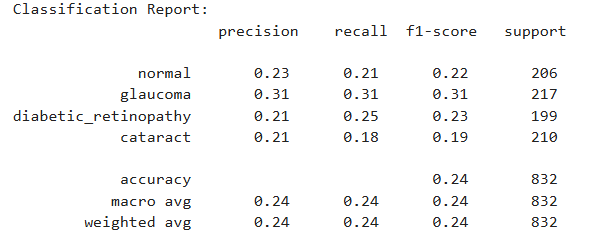 Classification Report:
precision recall f1-score support
normal 0.23 0.21 0.22 206
glaucoma 0.31 0.31 0.31 217
diabetic_retinopathy 0.21 0.25 0.23 199
cataract 0.21 0.18 0.19 210
accuracy 0.24 832
macro avg 0.24 0.24 0.24 832
weighted avg 0.24 0.24 0.24 832